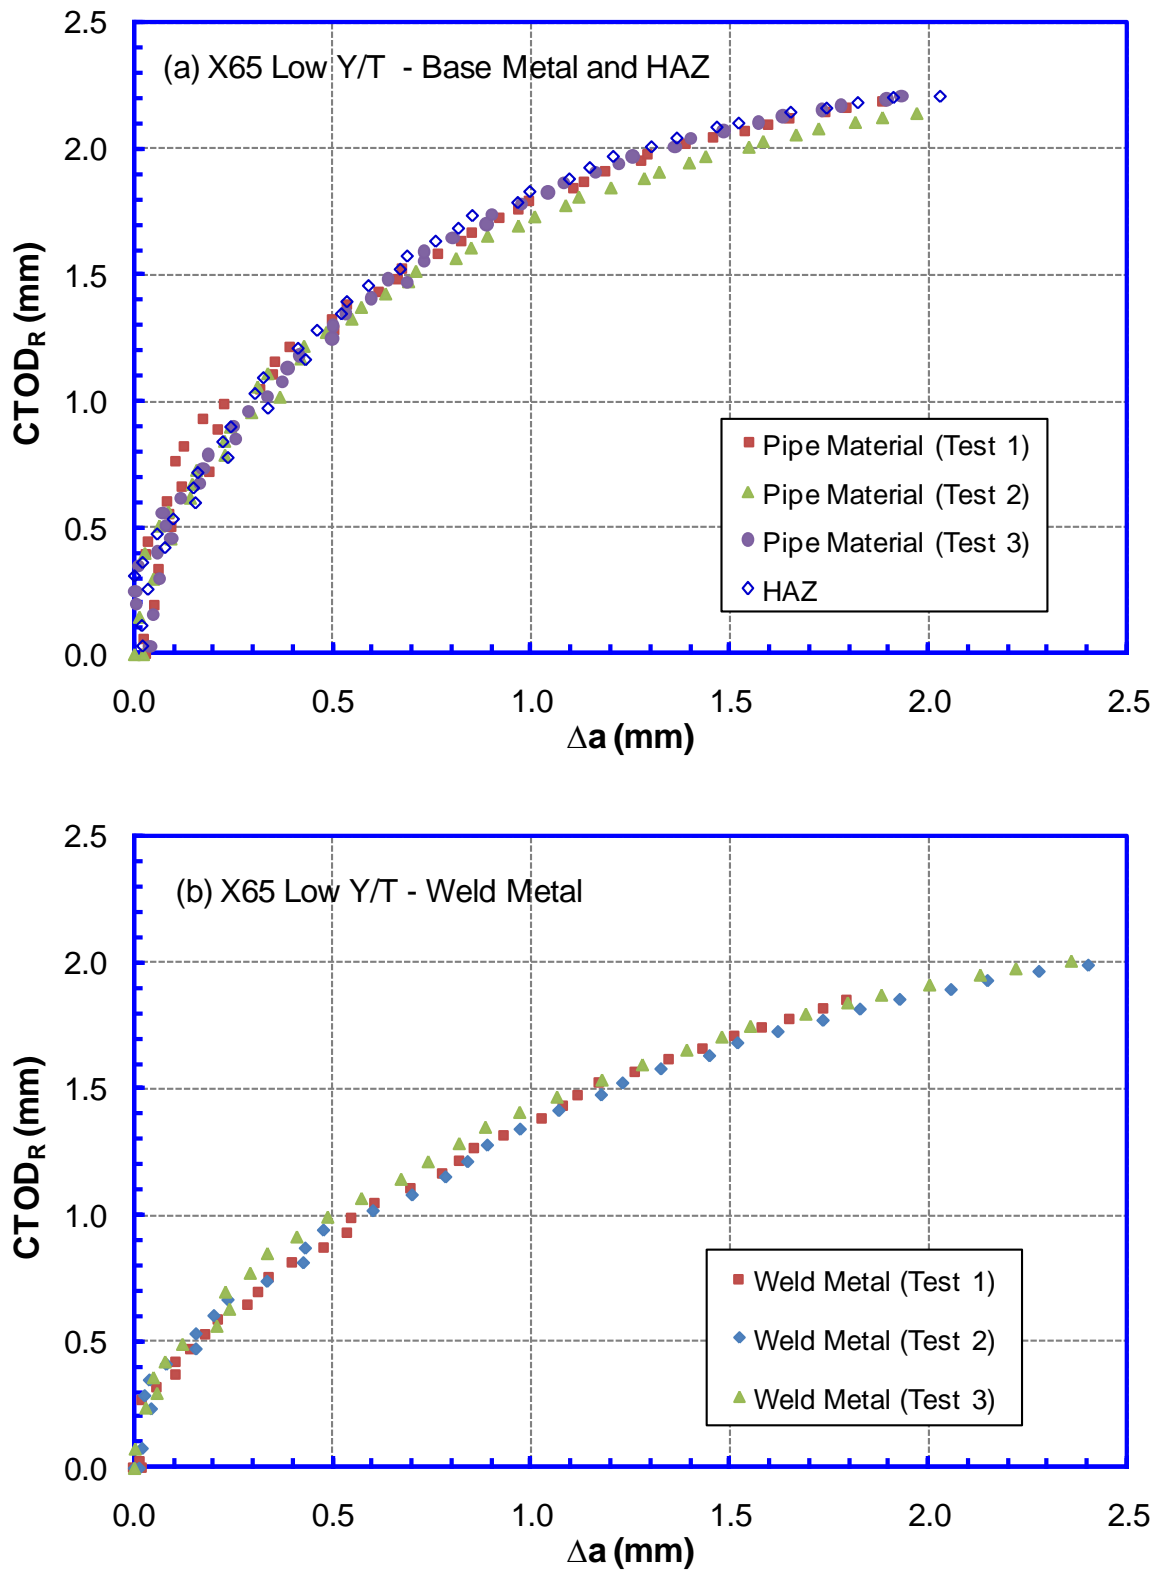 2.5
(a) X65 Low Y/T - Base Metal and HAZ
2.0
1.5
CTOD_R (mm)
1.0
Pipe Material (Test 1)
Pipe Material (Test 2)
0.5
Pipe Material (Test 3)
HAZ
0.0
0.0 0.5 1.0 1.5 2.0 2.5
Δa (mm)
2.5
(b) X65 Low Y/T - Weld Metal
2.0
1.5
CTOD_R (mm)
1.0
Weld Metal (Test 1)
0.5
Weld Metal (Test 2)
Weld Metal (Test 3)
0.0
0.0 0.5 1.0 1.5 2.0 2.5
Δa (mm)